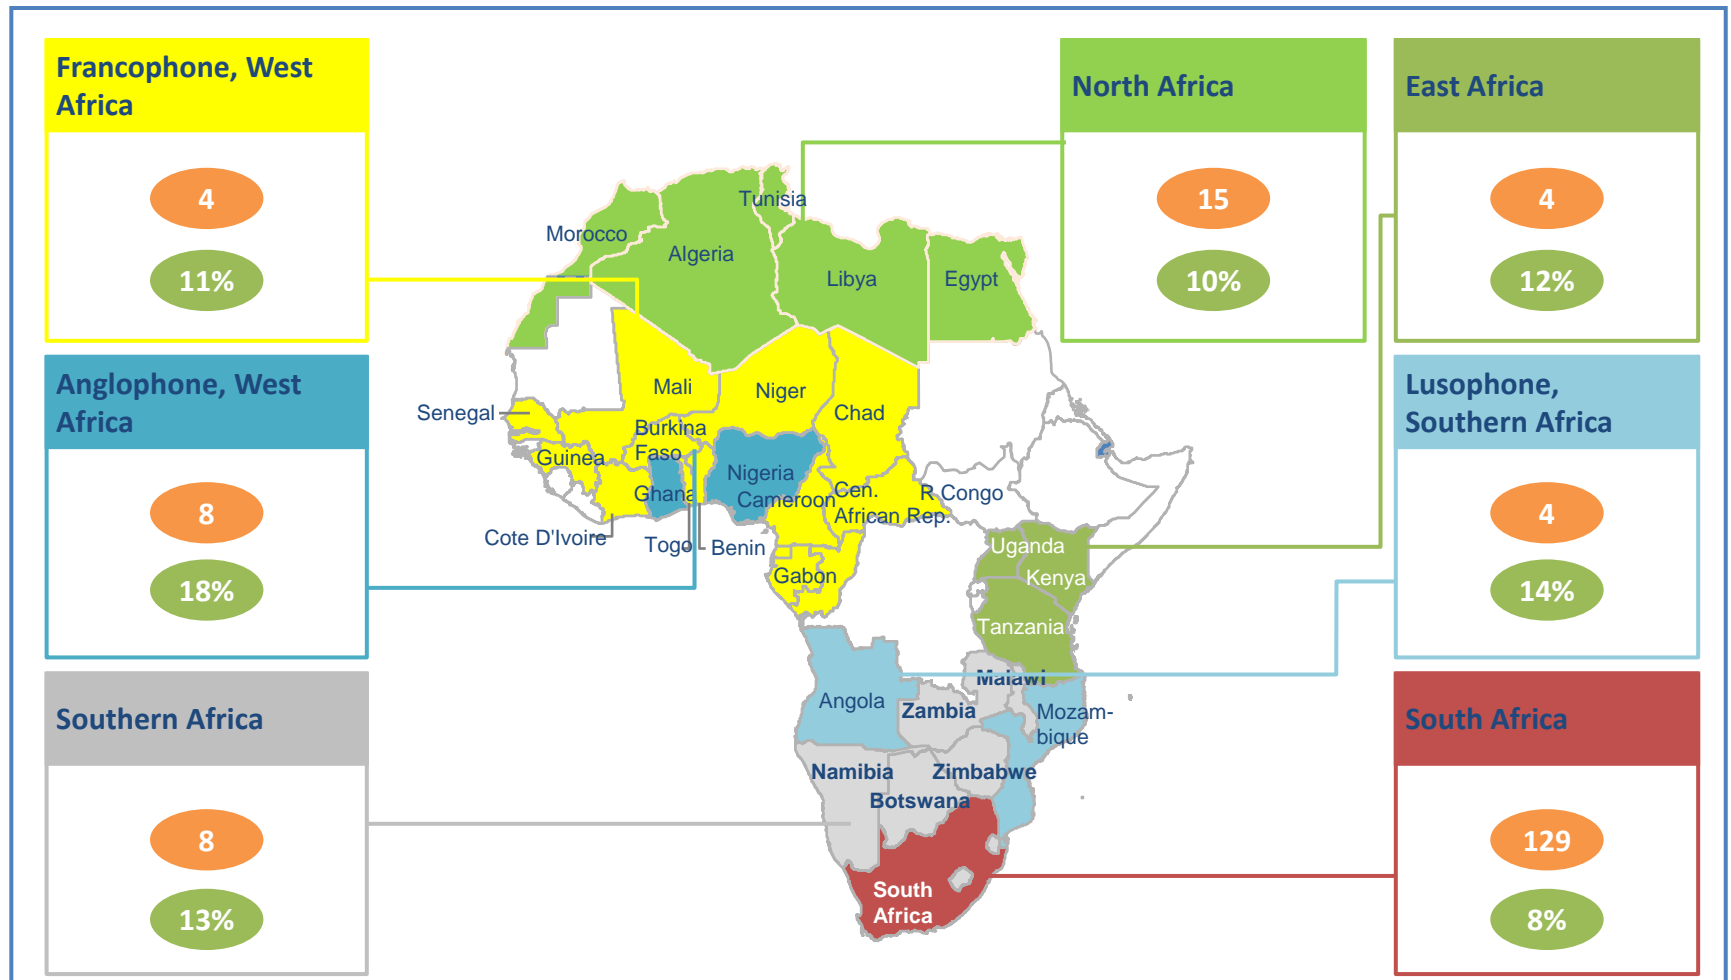 Francophone, West
Africa
4
11%
Anglophone, West
Africa
8
18%
Southern Africa
8
13%
North Africa
15
10%
East Africa
4
12%
Lusophone,
Southern Africa
4
14%
South Africa
129
8%
Tunisia
Morocco
Algeria
Libya
Egypt
Mali
Niger
Chad
Senegal
Burkina
Faso
Guinea
Nigeria
Ghana
Cameroon
Cen.
African Rep.
R Congo
Cote D'Ivoire
Togo
Benin
Gabon
Uganda
Kenya
Tanzania
Malawi
Angola
Zambia
Mozam-
bique
Namibia
Zimbabwe
Botswana
South
Africa